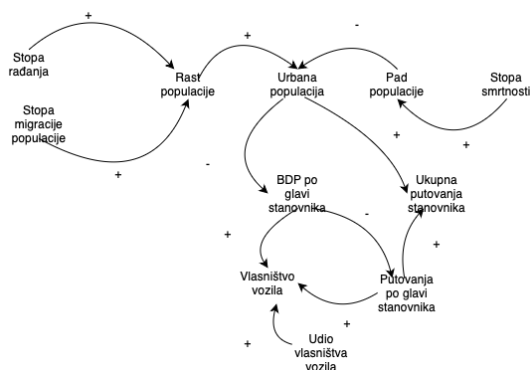 +
+
-
Stopa
rađanja
Rast
populacije
Urbana
populacija
Pad
populacije
Stopa
smrtnosti
Stopa
migracije
populacije
+
+
+
-
BDP po
glavi
stanovnika
Ukupna
putovanja
stanovnika
-
+
+
Vlasništvo
vozila
Putovanja
po glavi
stanovnika
+
+
Udio
vlasništva
vozila